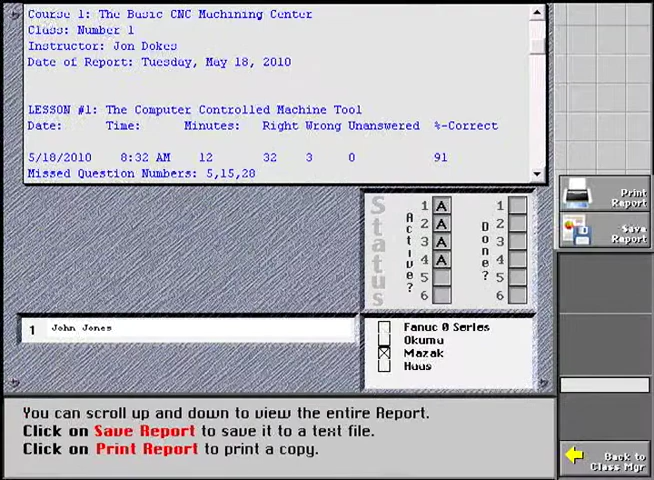 Course 1: The Basic CNC Machining Center
Class: Number 1
Instructor: Jon Dokes
Date of Report: Tuesday, May 18, 2010
LESSON #1: The Computer Controlled Machine Tool
Date: Time: Minutes: Right Wrong Unanswered %-Correct
5/18/2010 8:32 AM 12 32 3 0 91
Missed Question Numbers: 5,15,28
Print
Report
Save
Report
Status
Active?
1 A
2 A
3 A
4 A
5
6
Done?
1
2
3
4
5
6
1 John Jones
Fanuc 0 Series
Okuma
Mazak
Haas
You can scroll up and down to view the entire Report.
Click on Save Report to save it to a text file.
Click on Print Report to print a copy.
Back to
Class Mgr